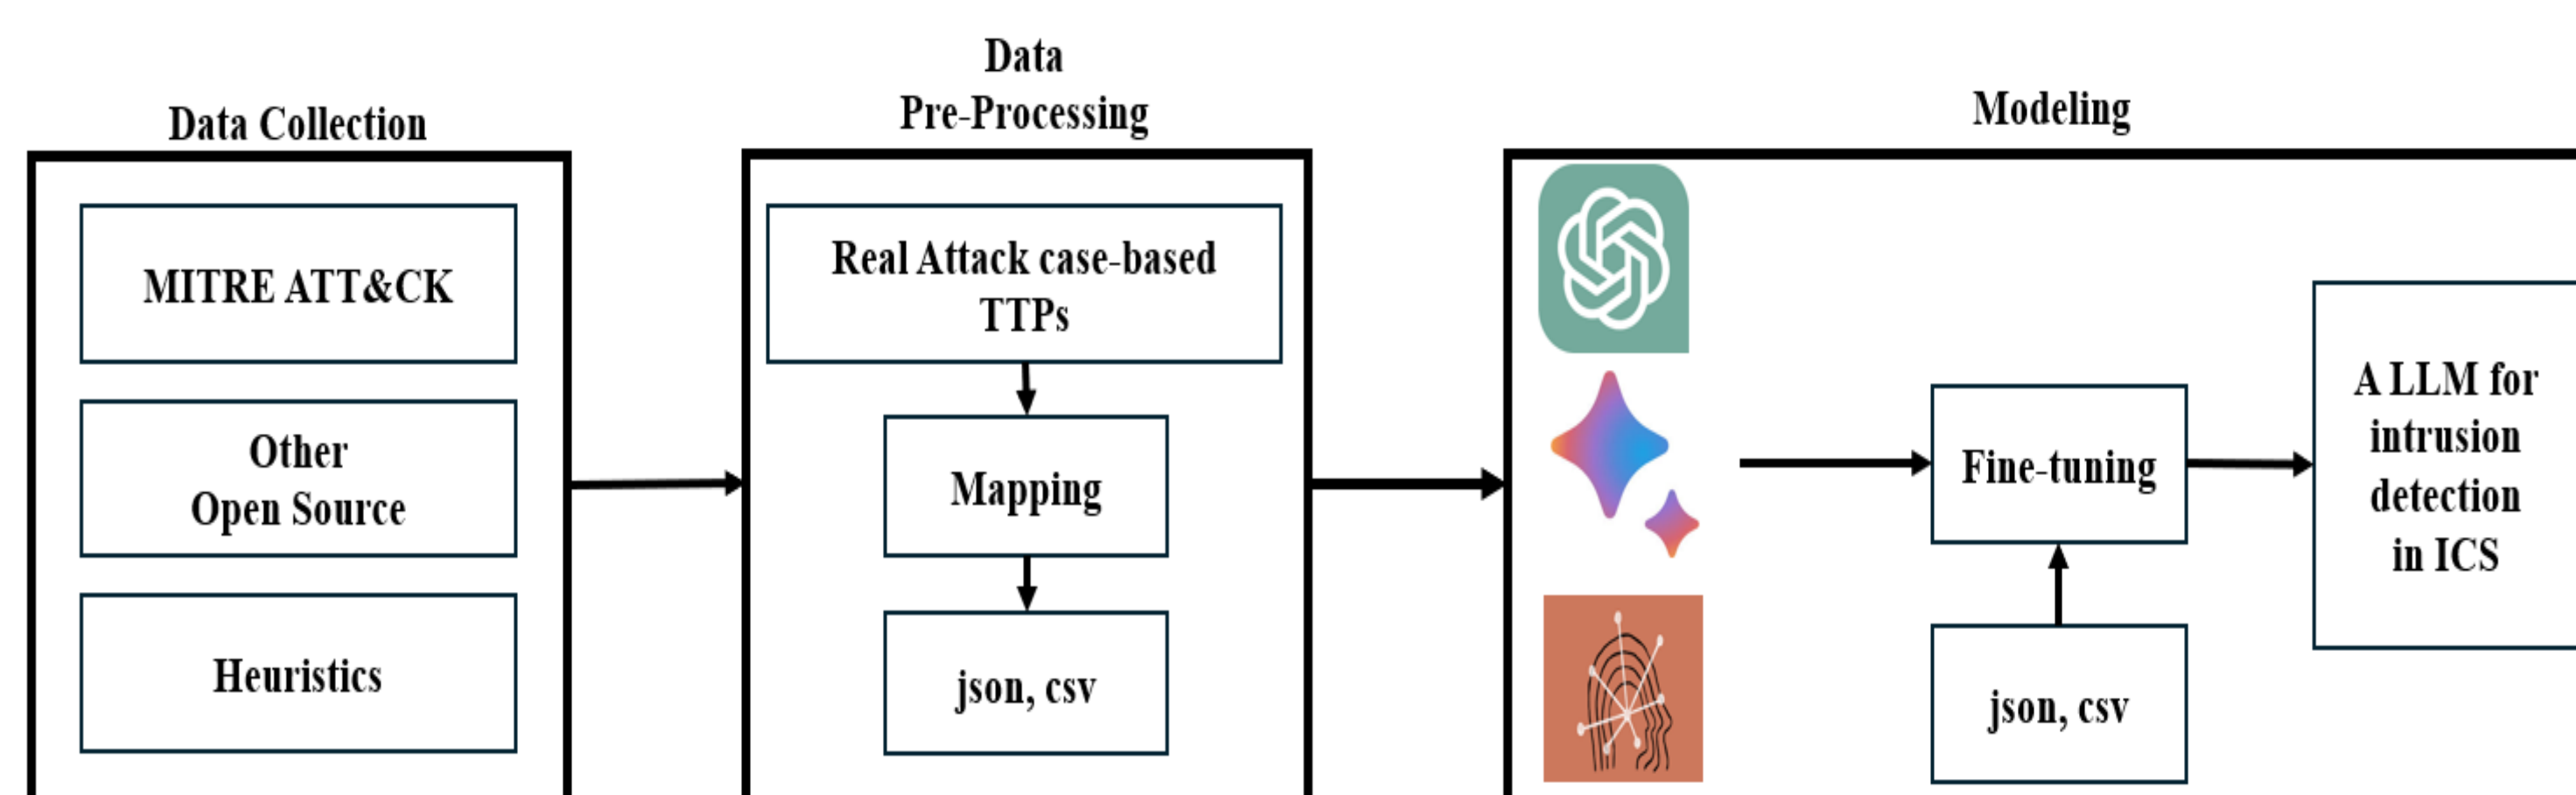 Data Collection
MITRE ATT&CK
Other
Open Source
Heuristics
Data
Pre-Processing
Real Attack case-based
TTPs
Mapping
json, csv
Modeling
Fine-tuning
json, csv
A LLM for
intrusion
detection
in ICS